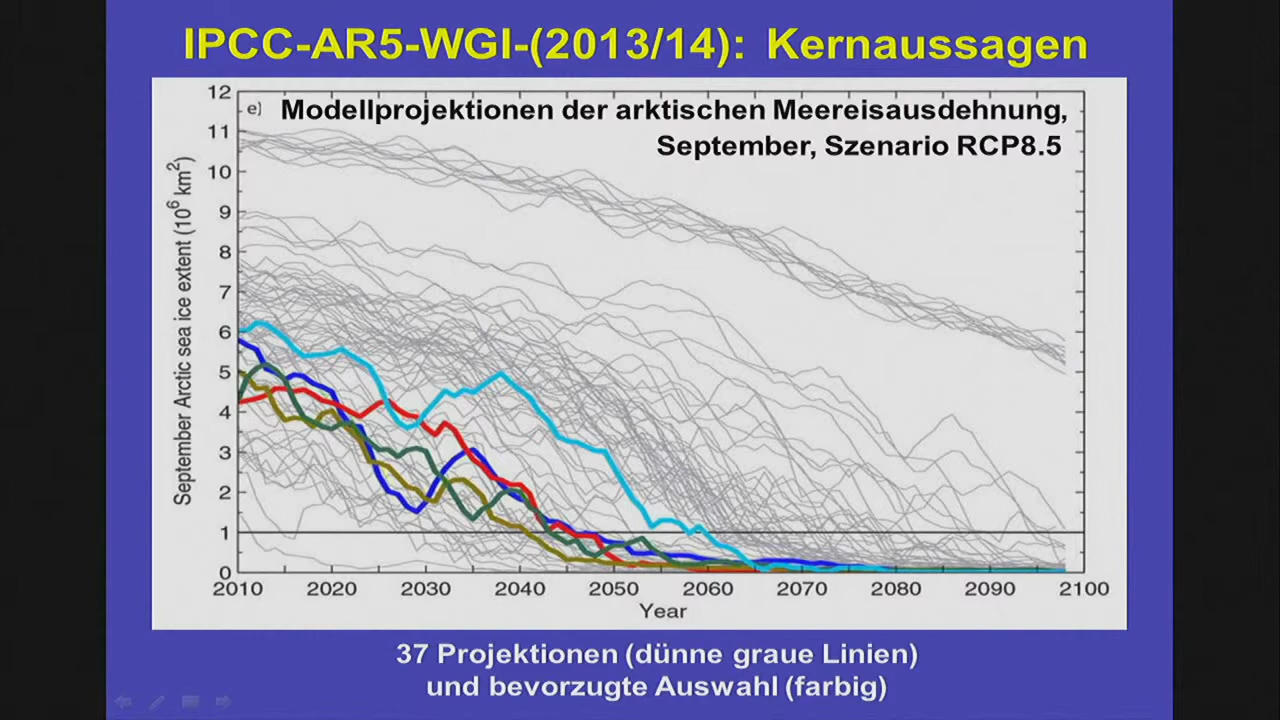 IPCC-AR5-WGI-(2013/14): Kernaussagen
e) Modellprojektionen der arktischen Meereisausdehnung,
September, Szenario RCP8.5
September Arctic sea ice extent (10⁶ km²)
12
11
10
9
8
7
6
5
4
3
2
1
0
2010 2020 2030 2040 2050 2060 2070 2080 2090 2100
Year
37 Projektionen (dünne graue Linien)
und bevorzugte Auswahl (farbig)